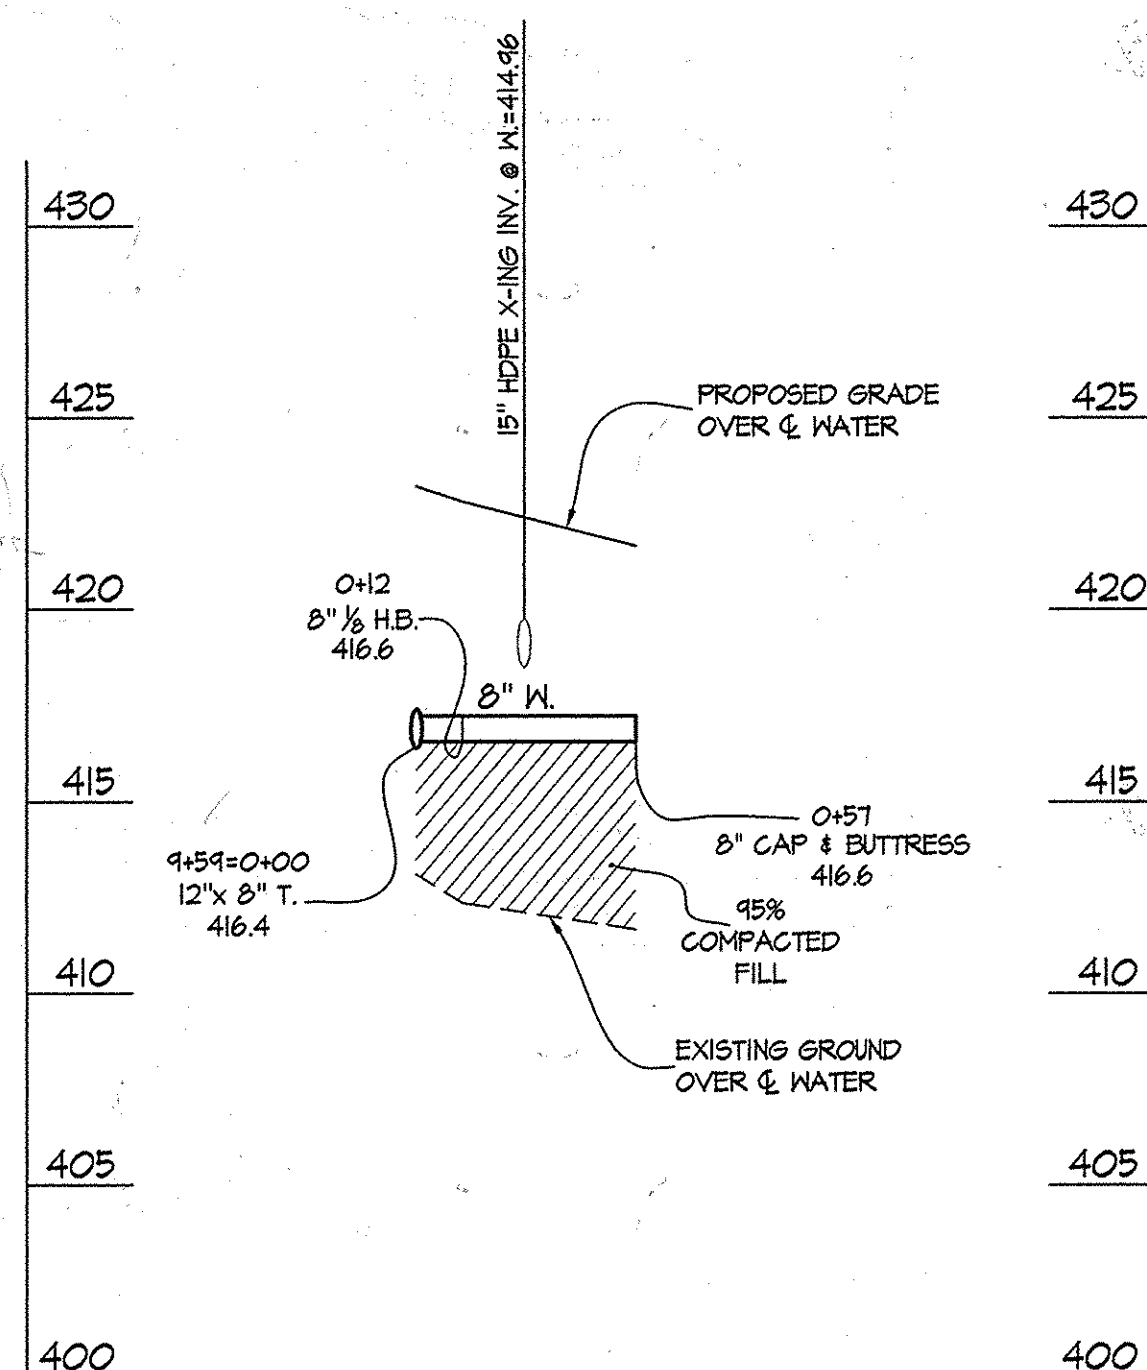 15" HDPE X-ING INV. @ W.=414.96
430
430
425
425
PROPOSED GRADE
OVER ℄ WATER
420
420
0+12
8" ⅛ H.B.
416.6
8" W.
415
415
0+57
8" CAP & BUTTRESS
416.6
9+59=0+00
12"x 8" T.
416.4
95%
COMPACTED
FILL
410
410
EXISTING GROUND
OVER ℄ WATER
405
405
400
400